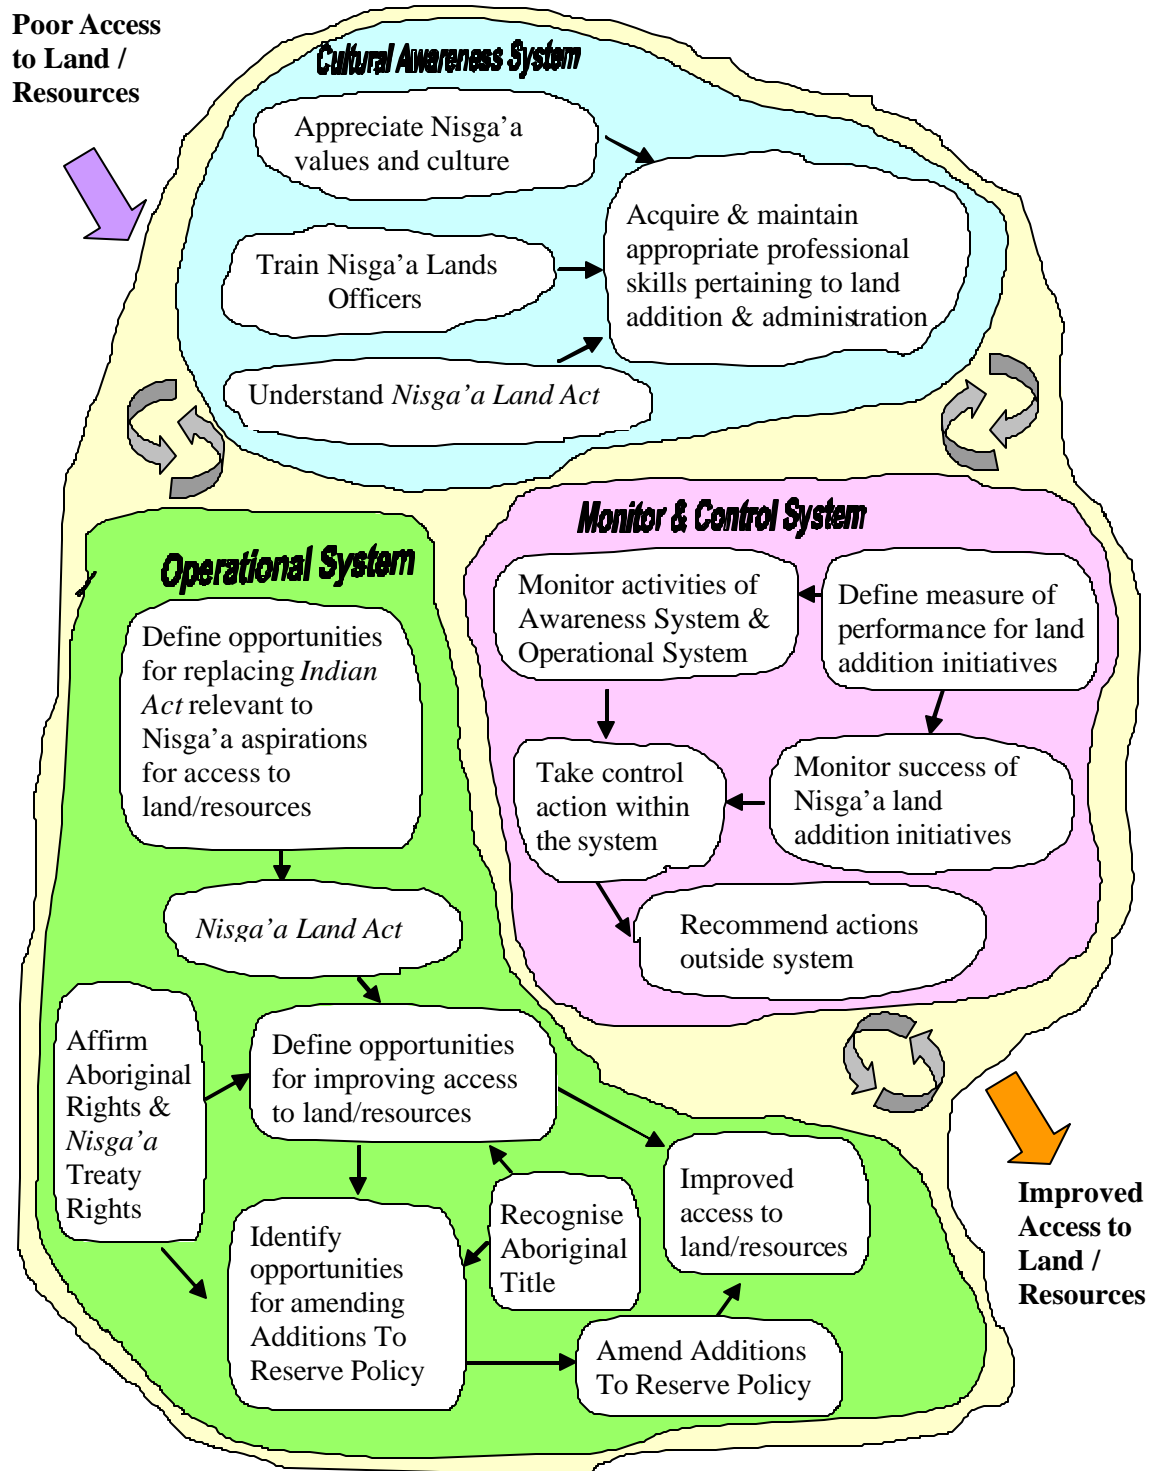 Poor Access
to Land /
Resources
Cultural Awareness System
Appreciate Nisga'a
values and culture
Train Nisga'a Lands
Officers
Understand Nisga'a Land Act
Acquire & maintain
appropriate professional
skills pertaining to land
addition & administration
Monitor & Control System
Monitor activities of
Awareness System &
Operational System
Define measure of
performance for land
addition initiatives
Take control
action within
the system
Monitor success of
Nisga'a land
addition initiatives
Recommend actions
outside system
Operational System
Define opportunities
for replacing Indian
Act relevant to
Nisga'a aspirations
for access to
land/resources
Nisga'a Land Act
Affirm
Aboriginal
Rights &
Nisga'a
Treaty
Rights
Define opportunities
for improving access
to land/resources
Identify
opportunities
for amending
Additions To
Reserve Policy
Recognise
Aboriginal
Title
Improved
access to
land/resources
Amend Additions
To Reserve Policy
Improved
Access to
Land /
Resources